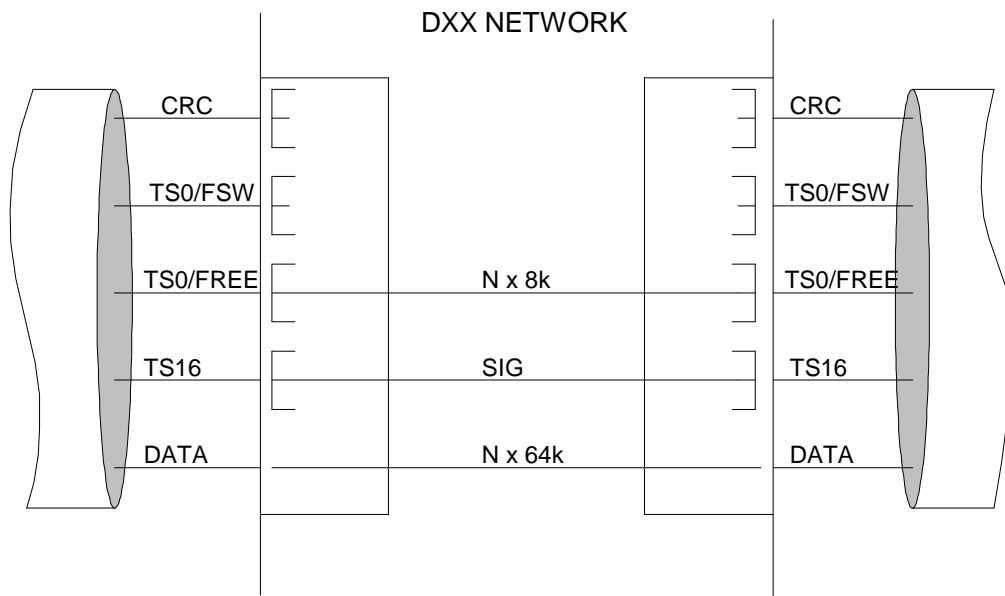 DXX NETWORK
CRC
CRC
TS0/FSW
TS0/FSW
TS0/FREE
N x 8k
TS0/FREE
TS16
SIG
TS16
DATA
N x 64k
DATA